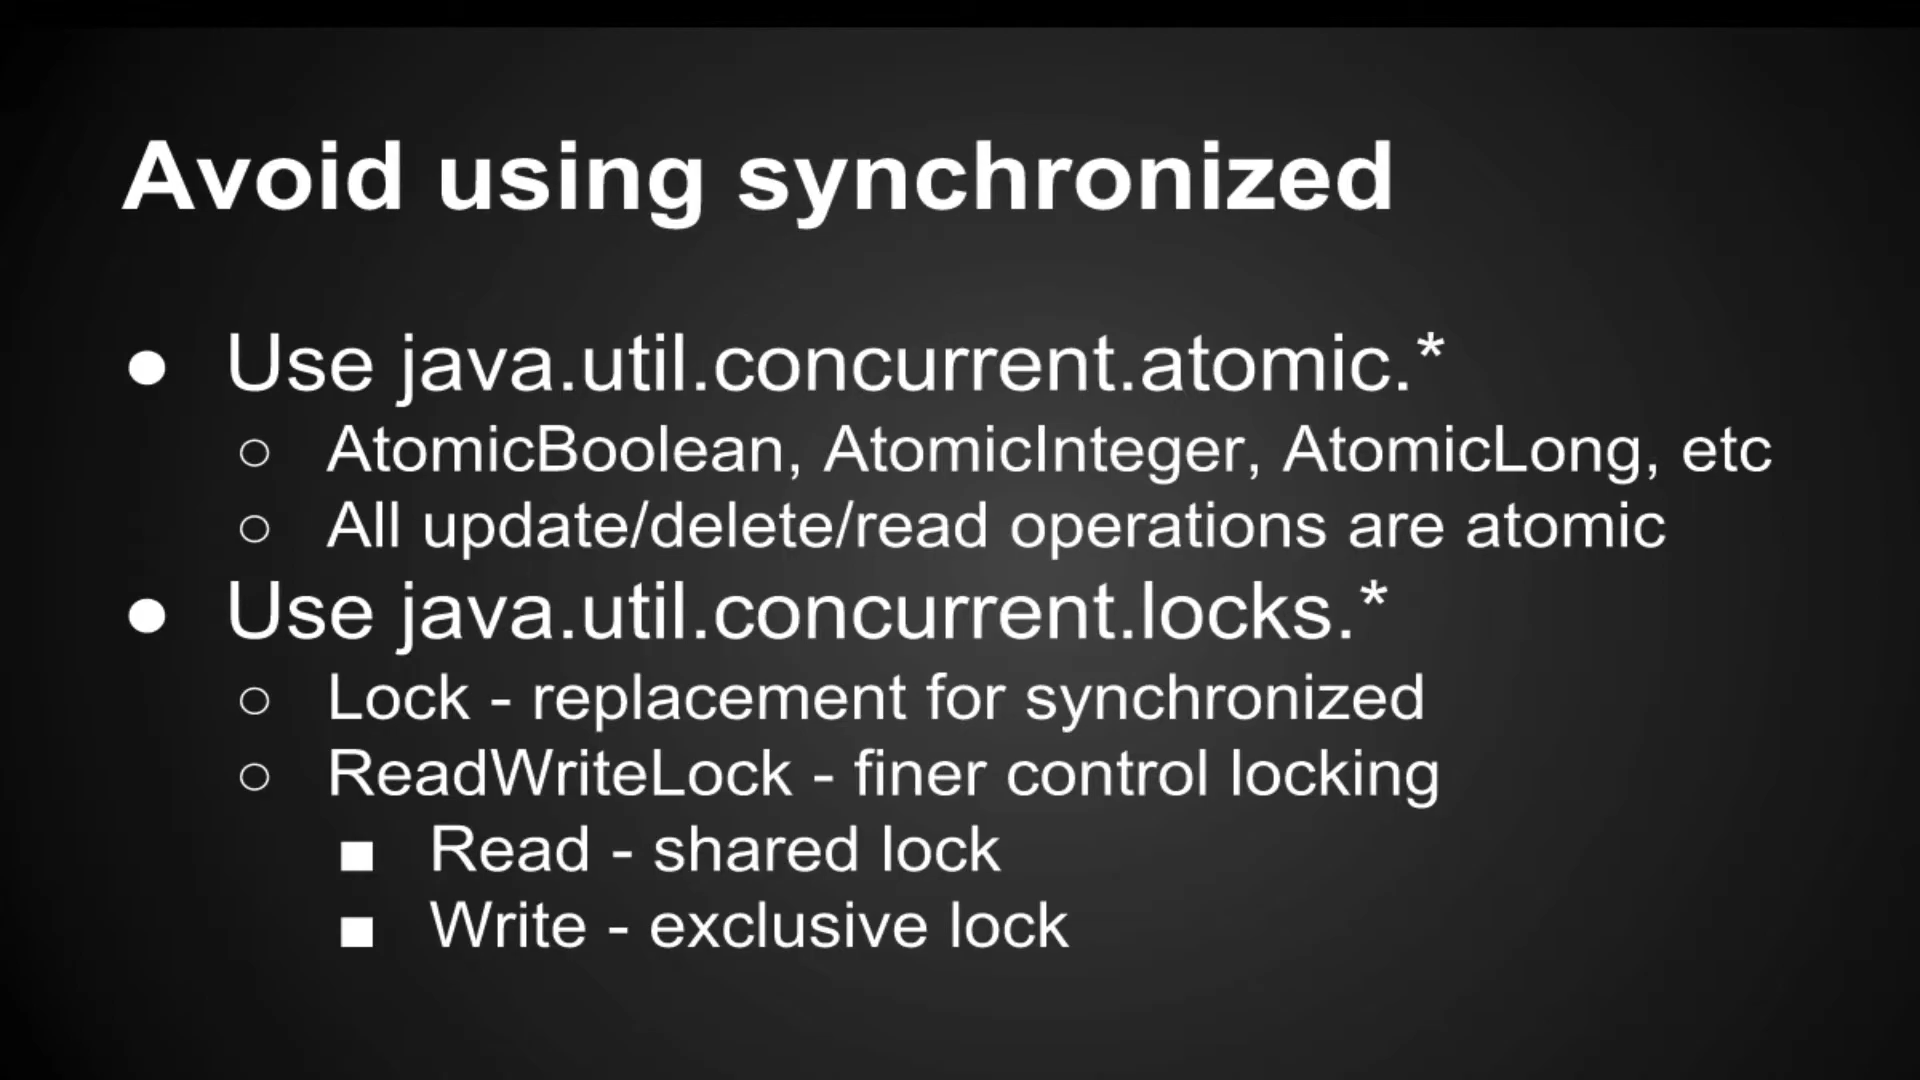 Avoid using synchronized
● Use java.util.concurrent.atomic.*
○ AtomicBoolean, AtomicInteger, AtomicLong, etc
○ All update/delete/read operations are atomic
● Use java.util.concurrent.locks.*
○ Lock - replacement for synchronized
○ ReadWriteLock - finer control locking
■ Read - shared lock
■ Write - exclusive lock